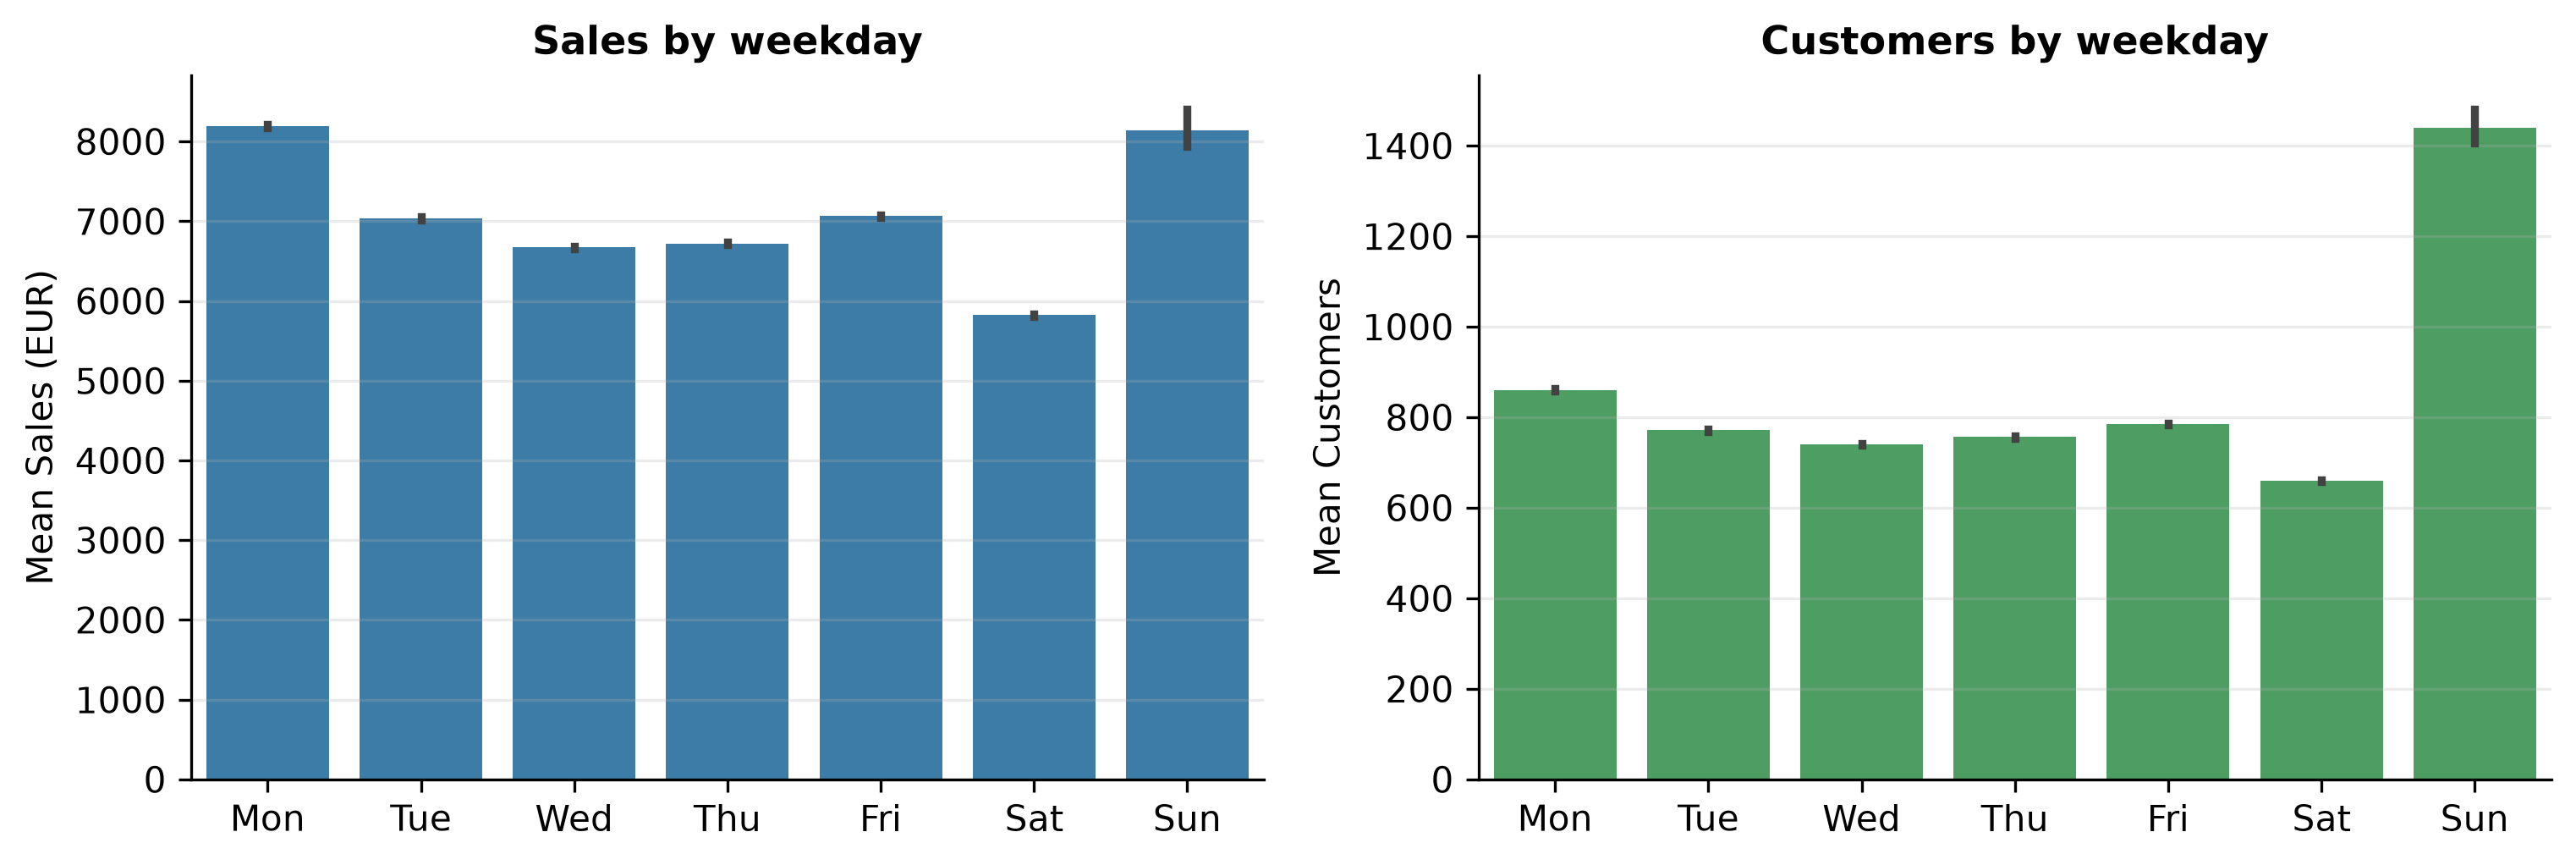 Sales by weekday
Mean Sales (EUR)
8000
7000
6000
5000
4000
3000
2000
1000
0
Mon Tue Wed Thu Fri Sat Sun
Customers by weekday
Mean Customers
1400
1200
1000
800
600
400
200
0
Mon Tue Wed Thu Fri Sat Sun